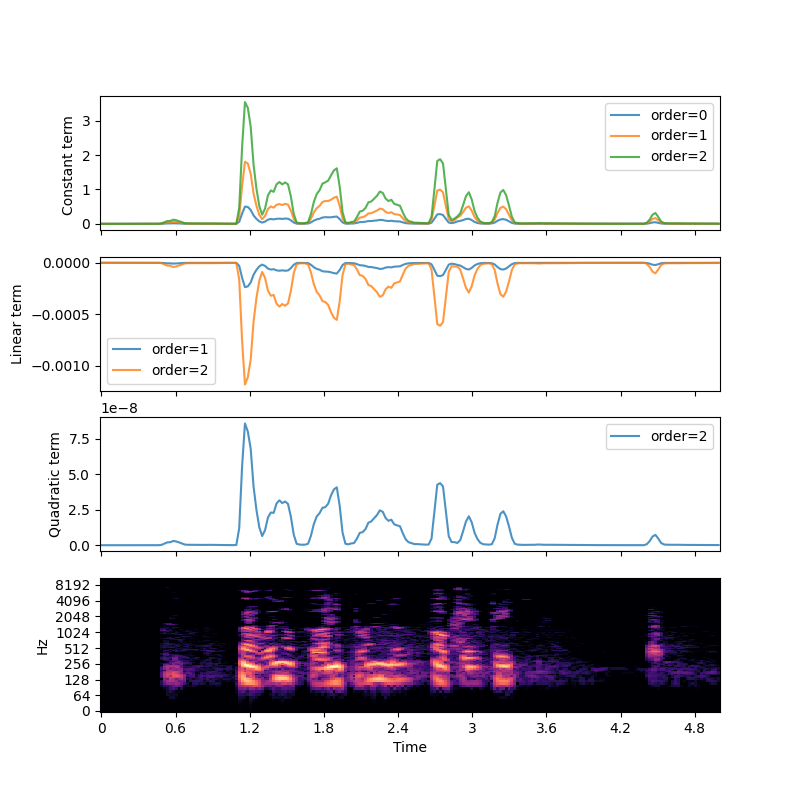 Constant term
3
2
1
0
order=0
order=1
order=2
Linear term
0.0000
−0.0005
−0.0010
order=1
order=2
1e−8
Quadratic term
7.5
5.0
2.5
0.0
order=2
Hz
8192
4096
2048
1024
512
256
128
64
0
0 0.6 1.2 1.8 2.4 3 3.6 4.2 4.8
Time